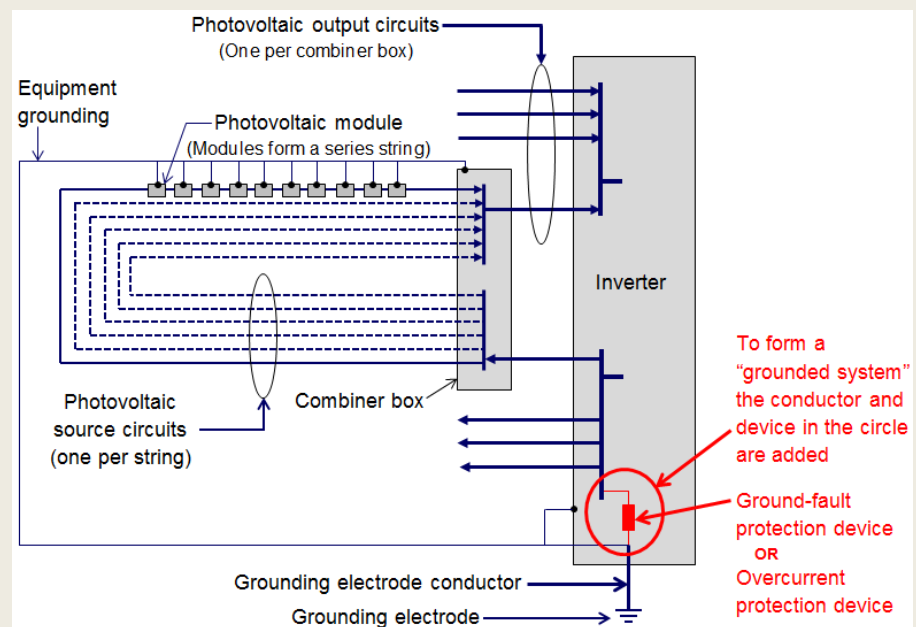 Photovoltaic output circuits
(One per combiner box)
Equipment
grounding
Photovoltaic module
(Modules form a series string)
Inverter
To form a
“grounded system”
the conductor and
device in the circle
are added
Combiner box
Photovoltaic
source circuits
(one per string)
Ground-fault
protection device
OR
Overcurrent
protection device
Grounding electrode conductor
Grounding electrode